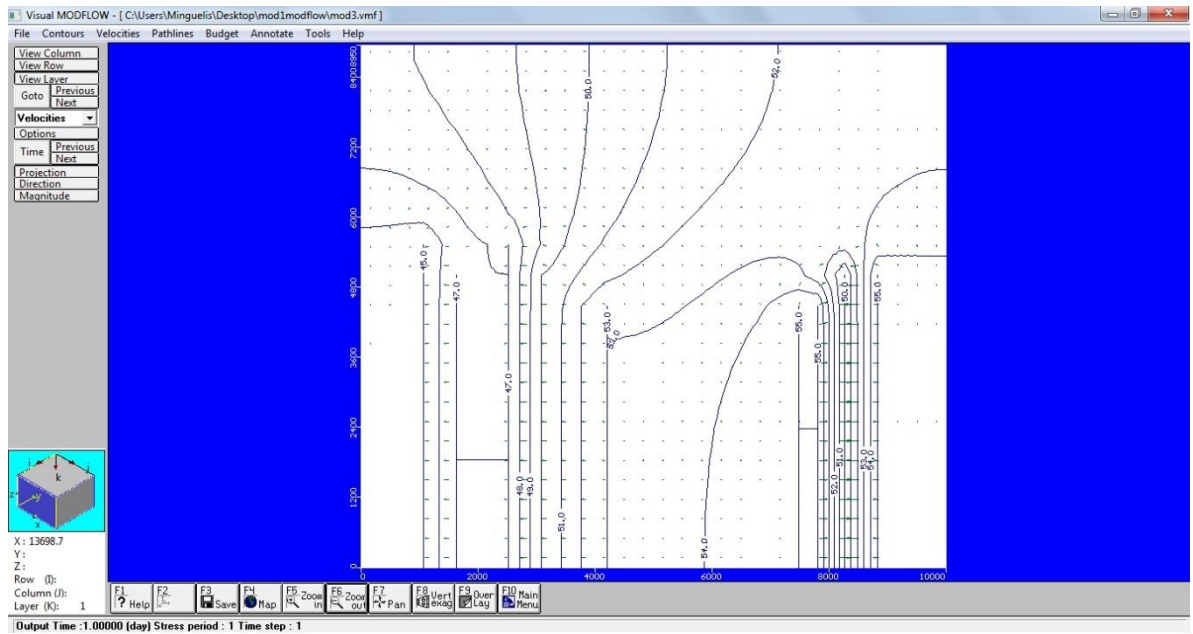 Visual MODFLOW - [ C:\Users\Minguelis\Desktop\mod1modflow\mod3.vmf ]
File Contours Velocities Pathlines Budget Annotate Tools Help
View Column
View Row
View Layer
Goto Previous
Next
Velocities
Options
Time Previous
Next
Projection
Direction
Magnitude
8400 8950
7200
6000
4800
3600
2400
1200
0
50.0
52.0
45.0
47.0
50.0
55.0
53.0
53.0
55.0
55.0
47.0
48.0
49.0
51.0
54.0
52.0
51.0
53.0
54.0
0 2000 4000 6000 8000 10000
i j
k
z y
x
X : 13698.7
Y :
Z :
Row (I):
Column (J):
Layer (K): 1
F1 ? Help
F2
F3 Save
F4 Map
F5 Zoom in
F6 Zoom out
F7 Pan
F8 Vert exag
F9 Over Lay
F10 Main Menu
Output Time :1.00000 (day) Stress period : 1 Time step : 1